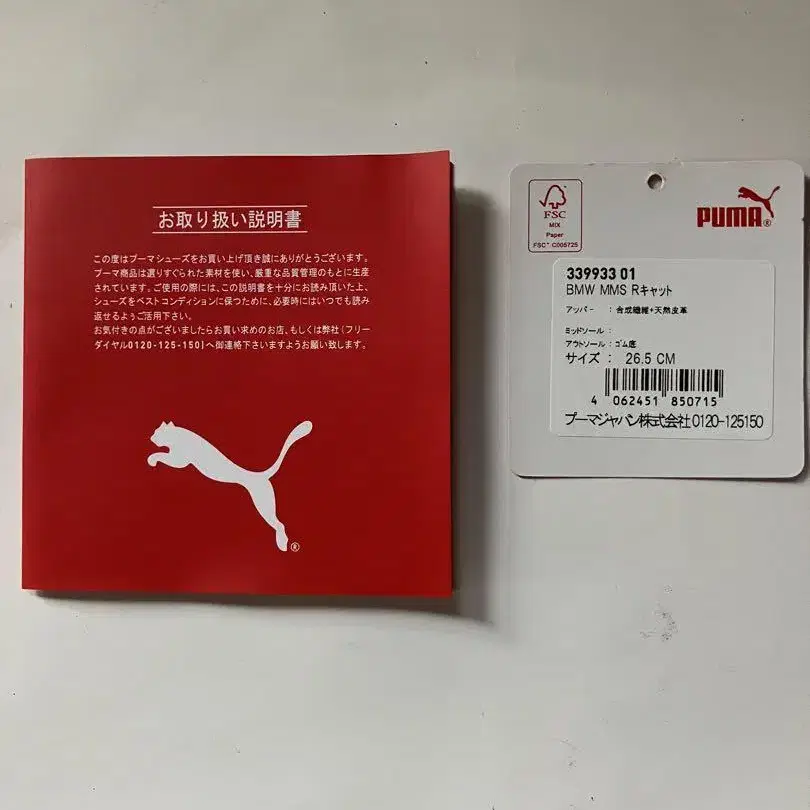 お取り扱い説明書
この度はプーマシューズをお買い上げ頂き誠にありがとうございます。
プーマ商品は選りすぐられた素材を使い、厳重な品質管理のもとに生産
されています。ご使用の際には、この説明書を十分にお読み頂いた上、
シューズをベストコンディションに保つために、必要時にはいつでも読み
返せるようご活用下さい。
お気付きの点がございましたらお買い求めのお店、もしくは弊社(フリー
ダイヤル0120-125-150)へ御連絡下さいますようお願い致します。
®
FSC
MIX
Paper
FSC™ C005725
PUMA®
339933 01
BMW MMS Rキャット
アッパー : 合成繊維+天然皮革
ミッドソール :
アウトソール : ゴム底
サイズ : 26.5 CM
4 062451 850715
プーマジャパン株式会社0120-125150